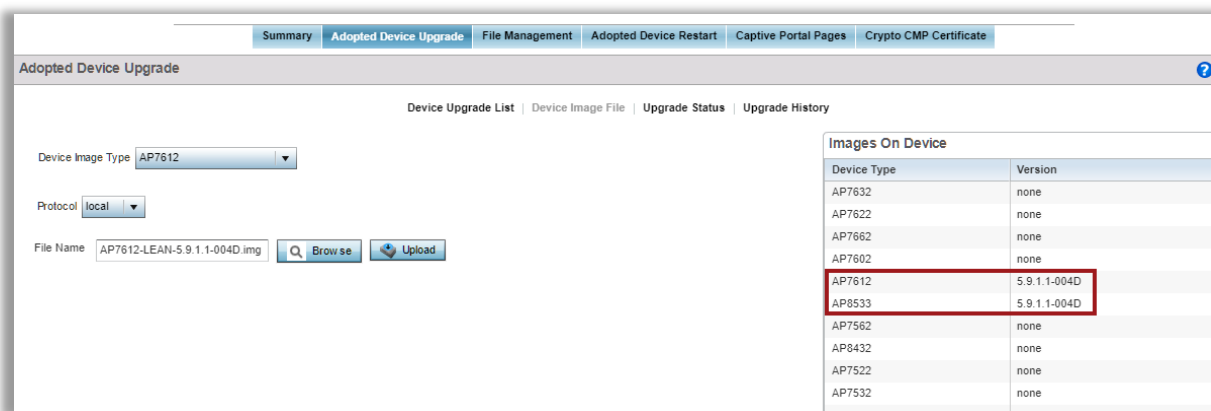 Summary Adopted Device Upgrade File Management Adopted Device Restart Captive Portal Pages Crypto CMP Certificate
Adopted Device Upgrade ?
Device Upgrade List | Device Image File | Upgrade Status | Upgrade History
Device Image Type AP7612
Protocol local
File Name AP7612-LEAN-5.9.1.1-004D.img Browse Upload
Images On Device
Device Type Version
AP7632 none
AP7622 none
AP7662 none
AP7602 none
AP7612 5.9.1.1-004D
AP8533 5.9.1.1-004D
AP7562 none
AP8432 none
AP7522 none
AP7532 none